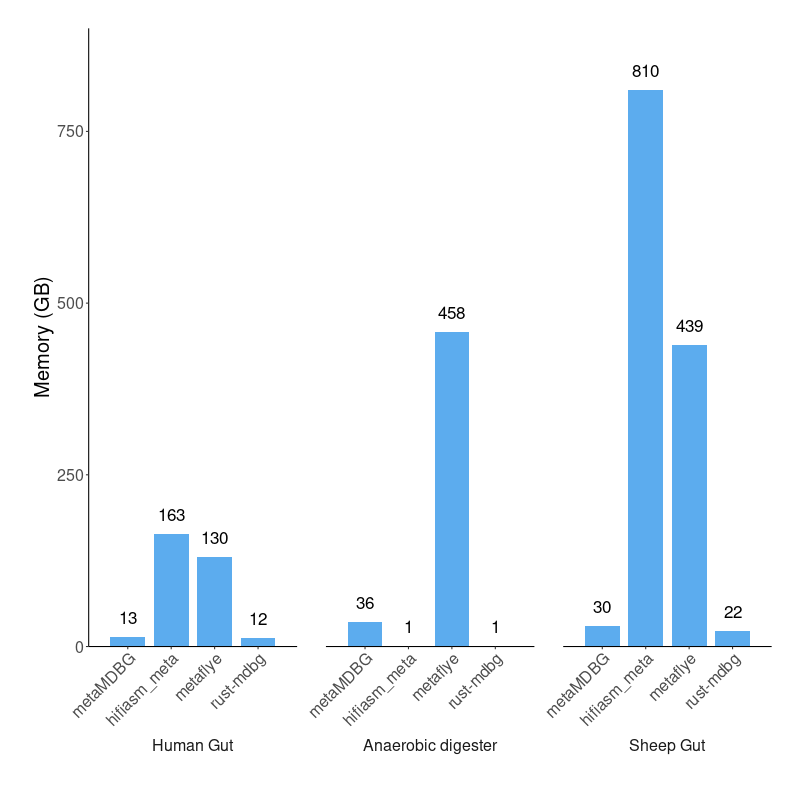 Memory (GB)
750
500
250
0
13
163
130
12
metaMDBG
hifiasm_meta
metaflye
rust-mdbg
Human Gut
36
1
458
1
metaMDBG
hifiasm_meta
metaflye
rust-mdbg
Anaerobic digester
30
810
439
22
metaMDBG
hifiasm_meta
metaflye
rust-mdbg
Sheep Gut